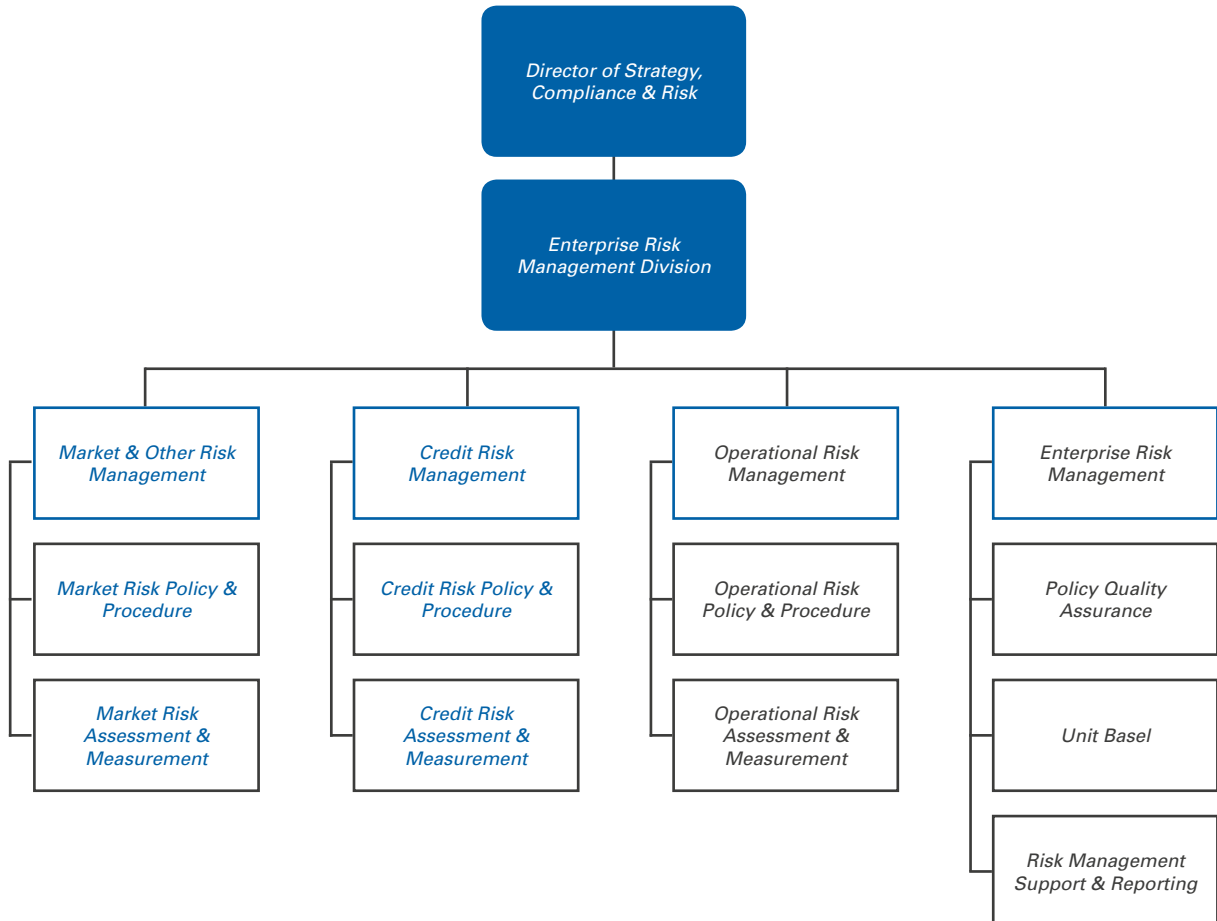 Director of Strategy,
Compliance & Risk
Enterprise Risk
Management Division
Market & Other Risk
Management
Credit Risk
Management
Operational Risk
Management
Enterprise Risk
Management
Market Risk Policy &
Procedure
Credit Risk Policy &
Procedure
Operational Risk
Policy & Procedure
Policy Quality
Assurance
Market Risk
Assessment &
Measurement
Credit Risk
Assessment &
Measurement
Operational Risk
Assessment &
Measurement
Unit Basel
Risk Management
Support & Reporting